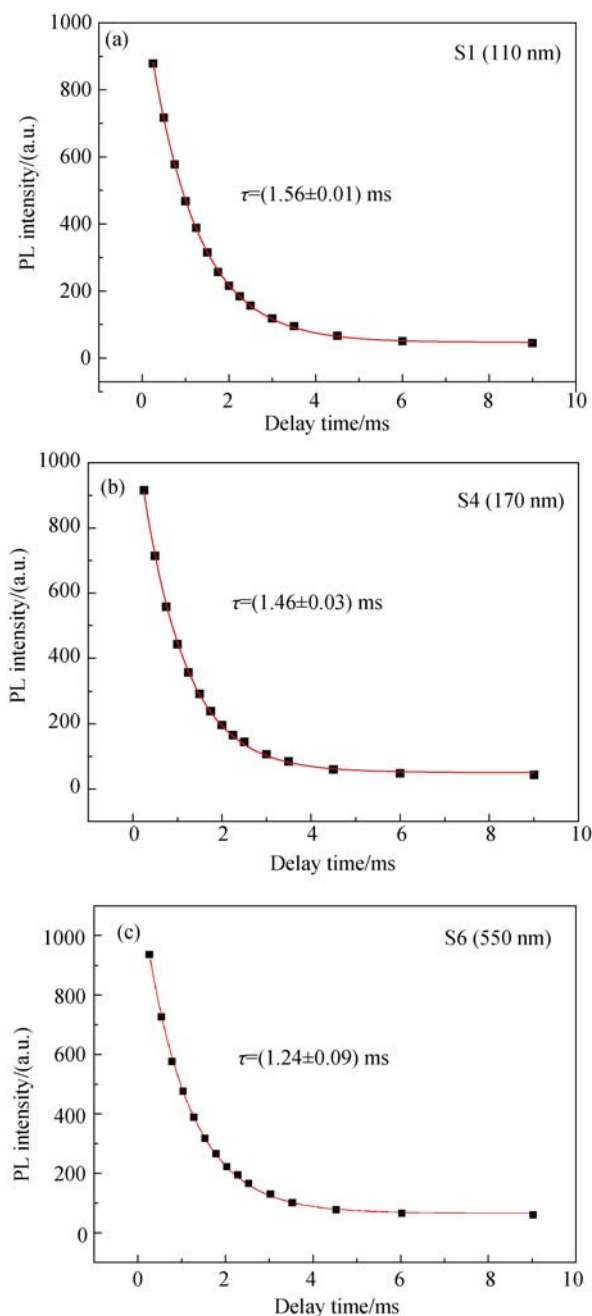 (a)
S1 (110 nm)
1000
800
600
400
200
0
PL intensity/(a.u.)
τ=(1.56±0.01) ms
0 2 4 6 8 10
Delay time/ms
(b)
S4 (170 nm)
1000
800
600
400
200
0
PL intensity/(a.u.)
τ=(1.46±0.03) ms
0 2 4 6 8 10
Delay time/ms
(c)
S6 (550 nm)
1000
800
600
400
200
0
PL intensity/(a.u.)
τ=(1.24±0.09) ms
0 2 4 6 8 10
Delay time/ms